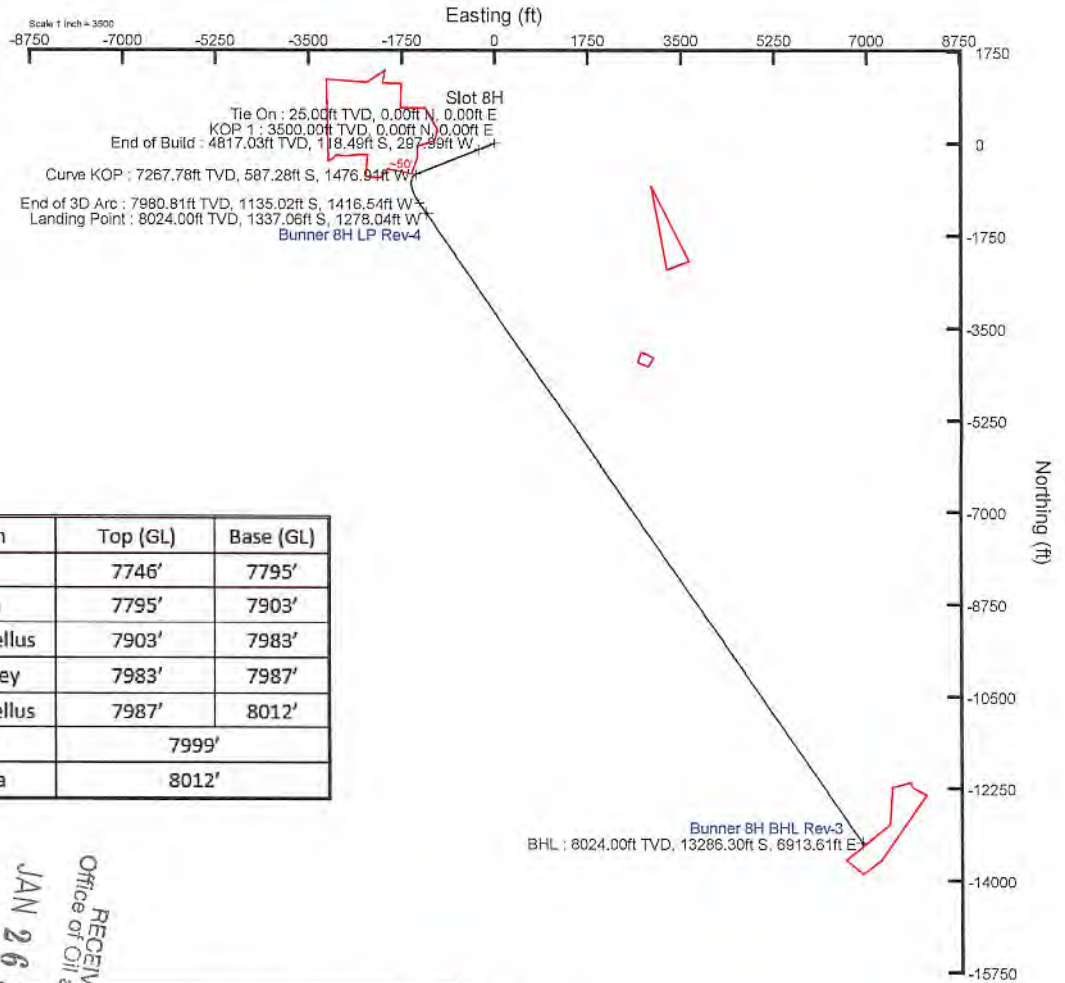 Easting (ft)
Scale 1 inch = 3500
-8750 -7000 -5250 -3500 -1750 0 1750 3500 5250 7000 8750
1750
0
-1750
-3500
-5250
-7000
-8750
-10500
-12250
-14000
-15750
Northing (ft)
Slot 8H
Tie On : 25.00ft TVD, 0.00ft N, 0.00ft E
KOP 1 : 3500.00ft TVD, 0.00ft N, 0.00ft E
End of Build : 4817.03ft TVD, 118.49ft S, 297.99ft W
~50'
Curve KOP : 7267.78ft TVD, 587.28ft S, 1476.91ft W
End of 3D Arc : 7980.81ft TVD, 1135.02ft S, 1416.54ft W
Landing Point : 8024.00ft TVD, 1337.06ft S, 1278.04ft W
Bunner 8H LP Rev-4
Top (GL) Base (GL)
7746' 7795'
7795' 7903'
ellus 7903' 7983'
ey 7983' 7987'
ellus 7987' 8012'
7999'
a 8012'
Bunner 8H BHL Rev-3
BHL : 8024.00ft TVD, 13286.30ft S, 6913.61ft E
RECEIV
Office of Oil a
JAN 26